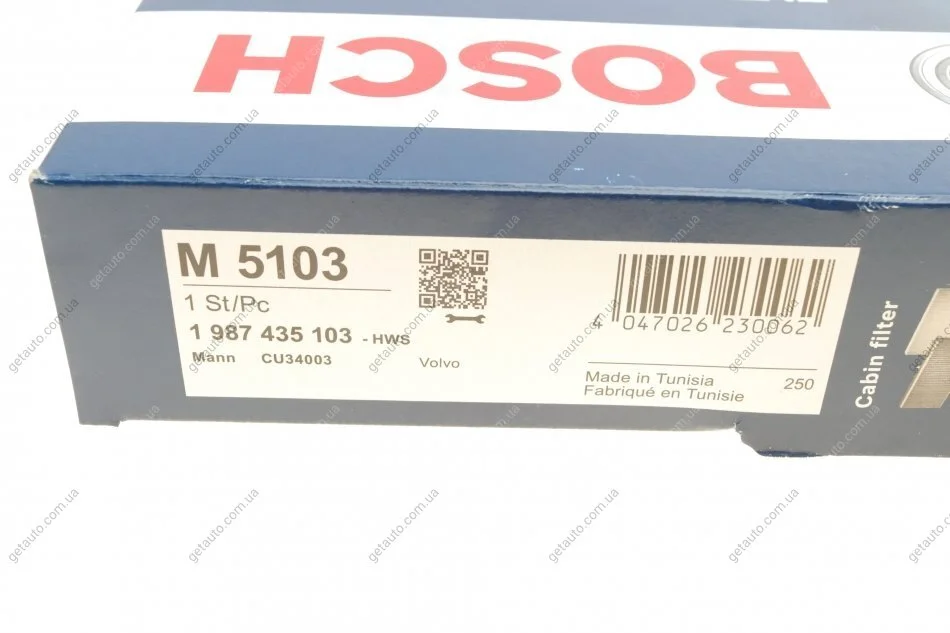 BOSCH
M 5103
1 St/Pc
1 987 435 103 - HWS
Mann CU34003
Volvo
4 047026 230062
Made in Tunisia
Fabriqué en Tunisie
250
Cabin filter
getauto.com.ua